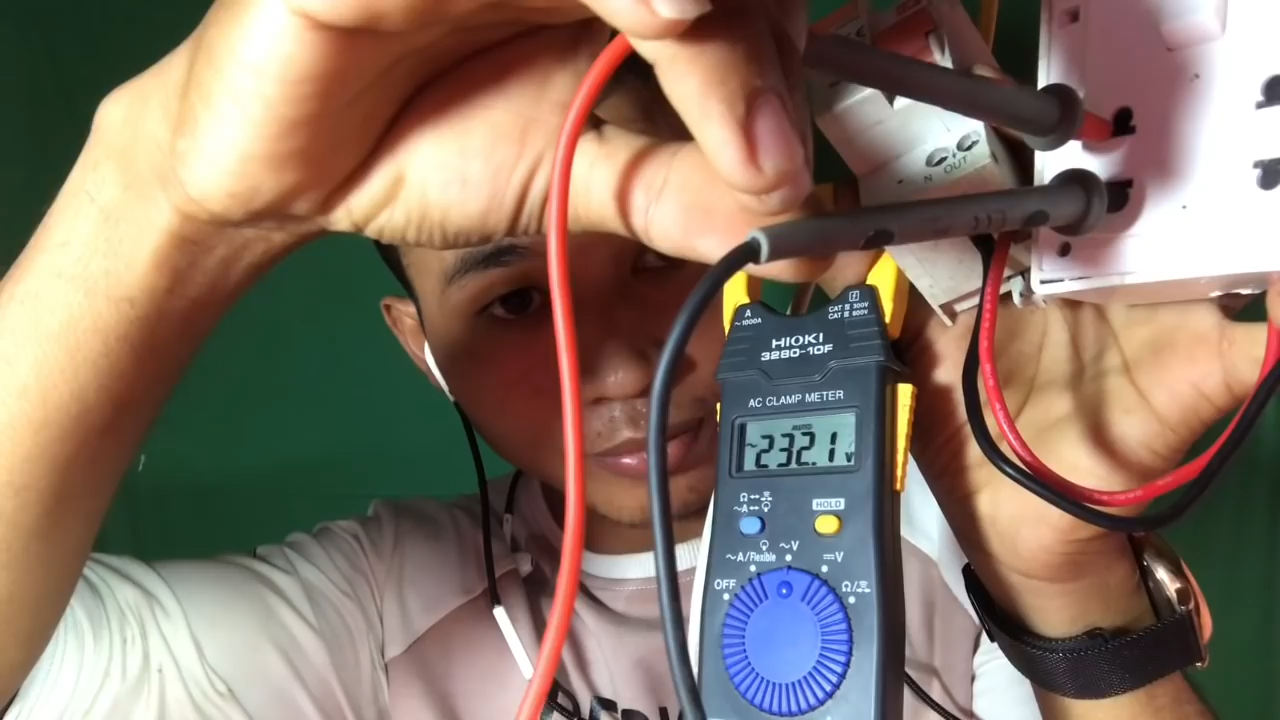 N OUT
A
~1000A
CAT III 300V
CAT II 600V
HIOKI
3280-10F
AC CLAMP METER
AUTO
~232.1 V
Ω
~A
HOLD
~A/Flexible
~V
⎓V
OFF
Ω/